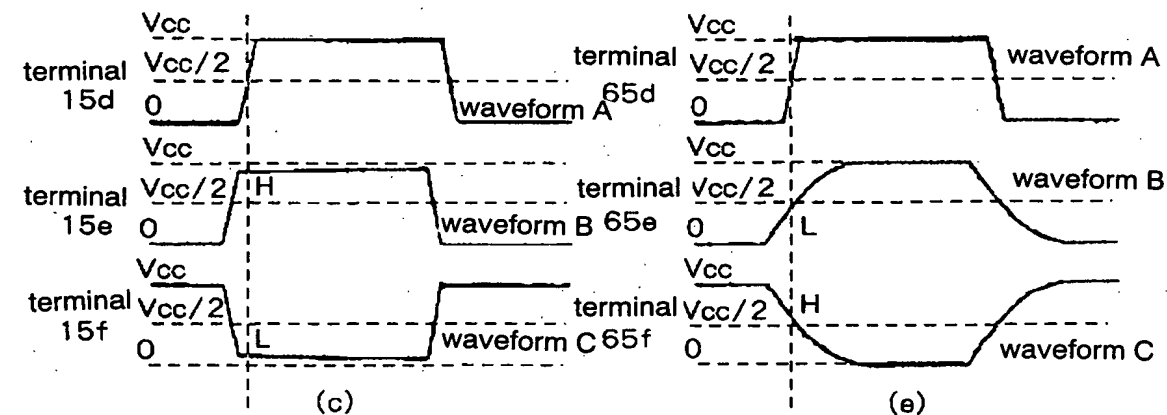 Vcc
terminal 15d
Vcc/2
0
waveform A
Vcc
terminal 15e
Vcc/2
H
0
waveform B
Vcc
terminal 15f
Vcc/2
L
0
waveform C
(c)
Vcc
terminal 65d
Vcc/2
0
waveform A
Vcc
terminal 65e
Vcc/2
L
0
waveform B
Vcc
terminal 65f
Vcc/2
H
0
waveform C
(e)